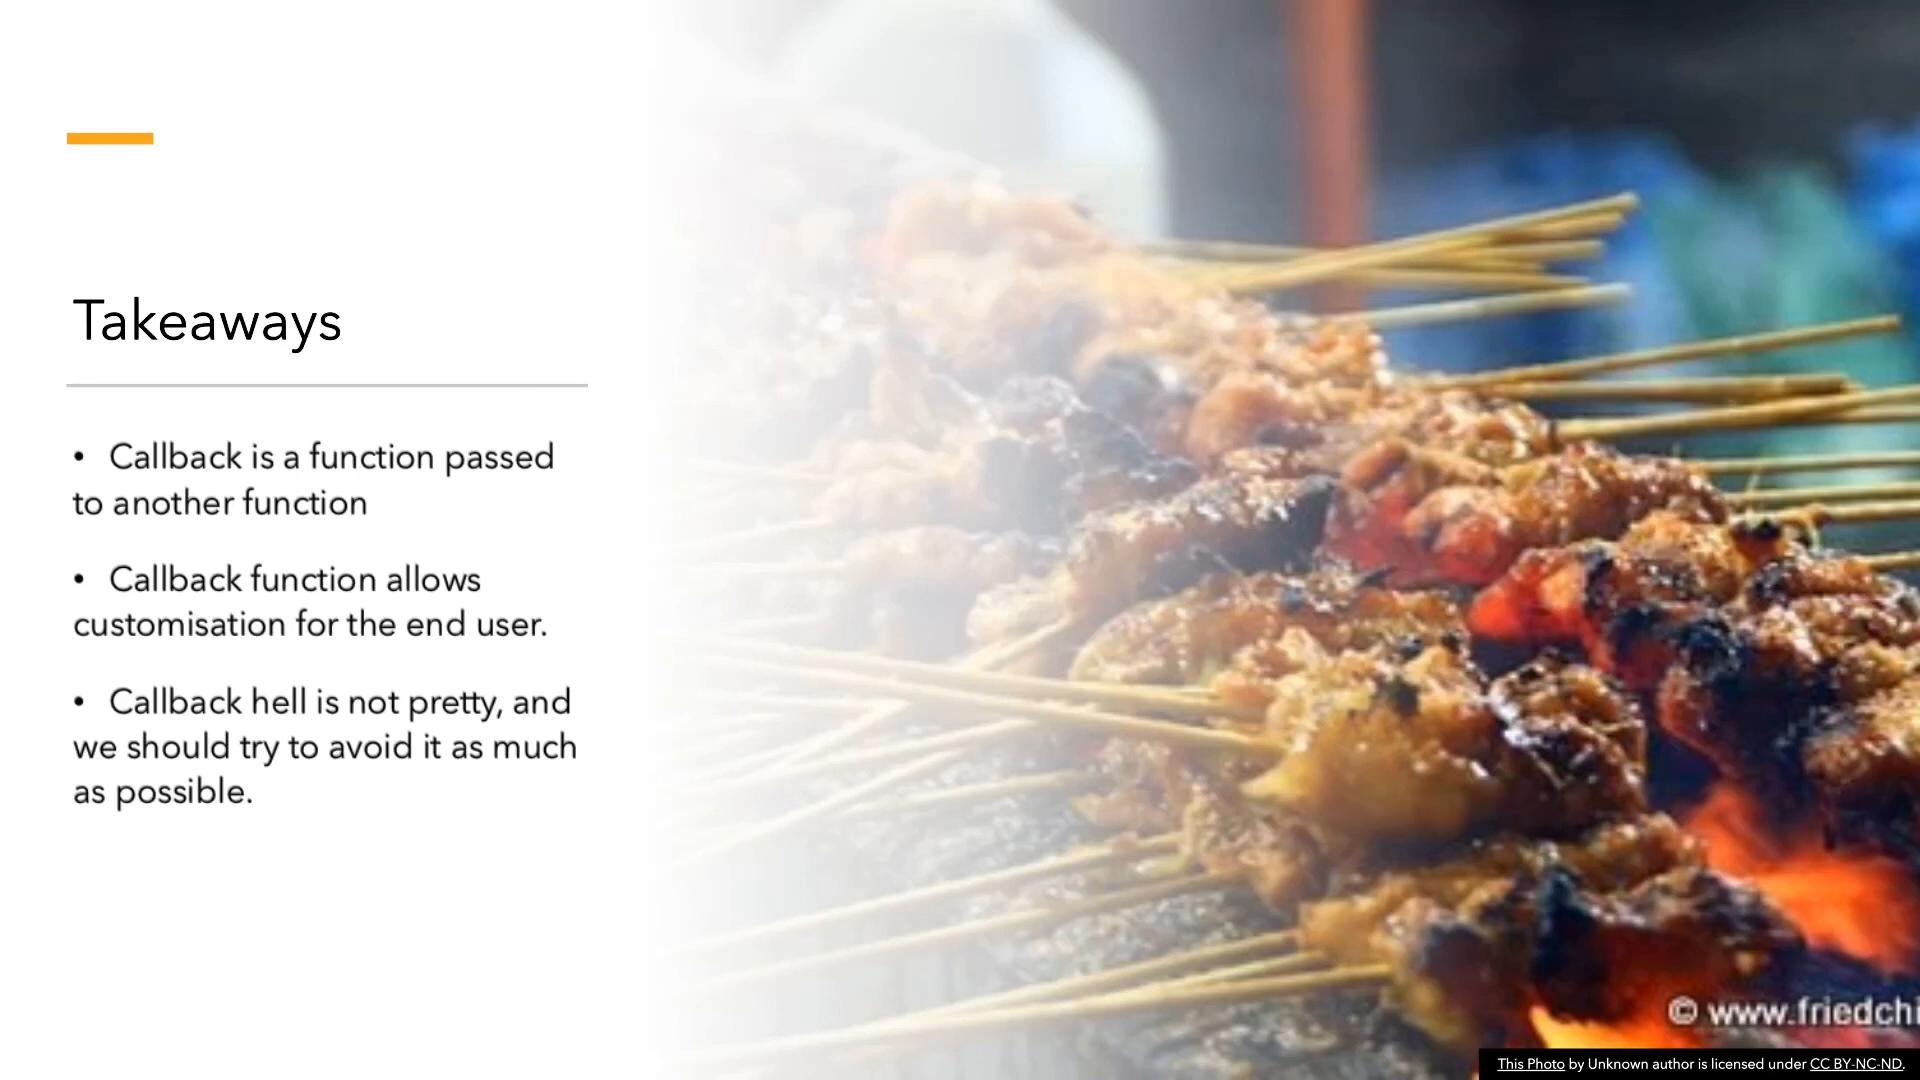 Takeaways
• Callback is a function passed
to another function
• Callback function allows
customisation for the end user.
• Callback hell is not pretty, and
we should try to avoid it as much
as possible.
© www.friedchi
This Photo by Unknown author is licensed under CC BY-NC-ND.